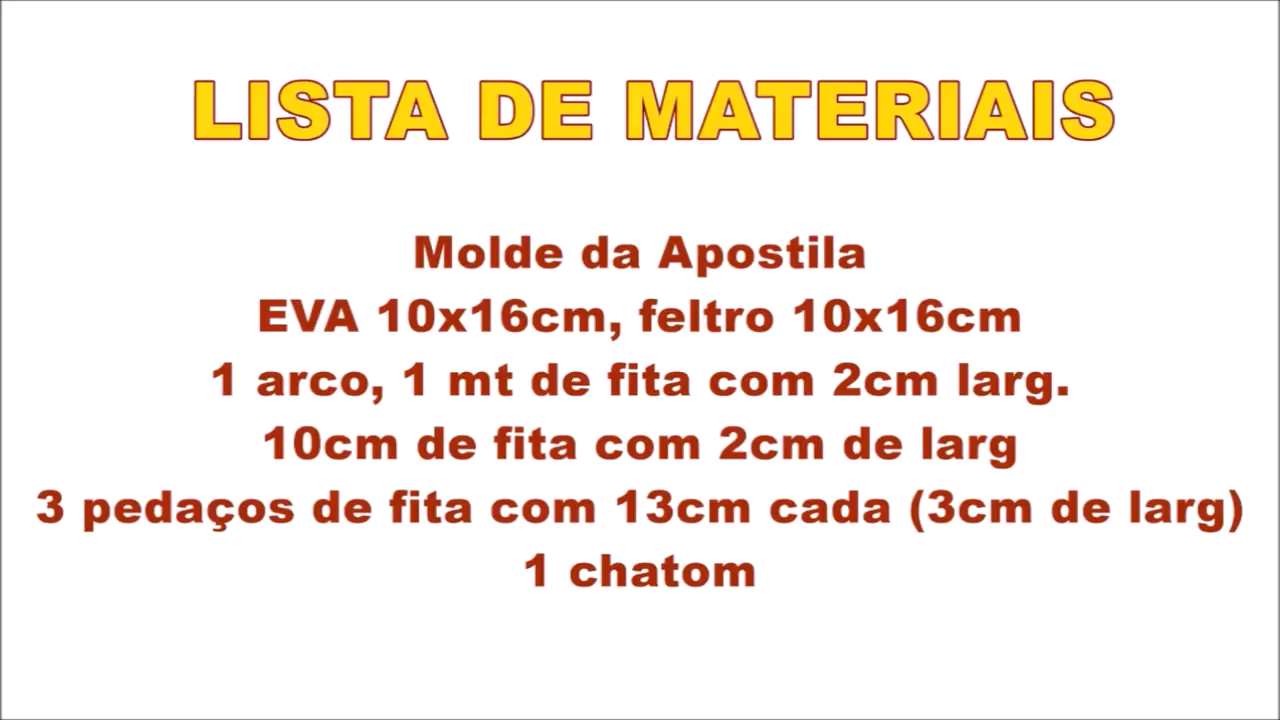 LISTA DE MATERIAIS
Molde da Apostila
EVA 10x16cm, feltro 10x16cm
1 arco, 1 mt de fita com 2cm larg.
10cm de fita com 2cm de larg
3 pedaços de fita com 13cm cada (3cm de larg)
1 chatom